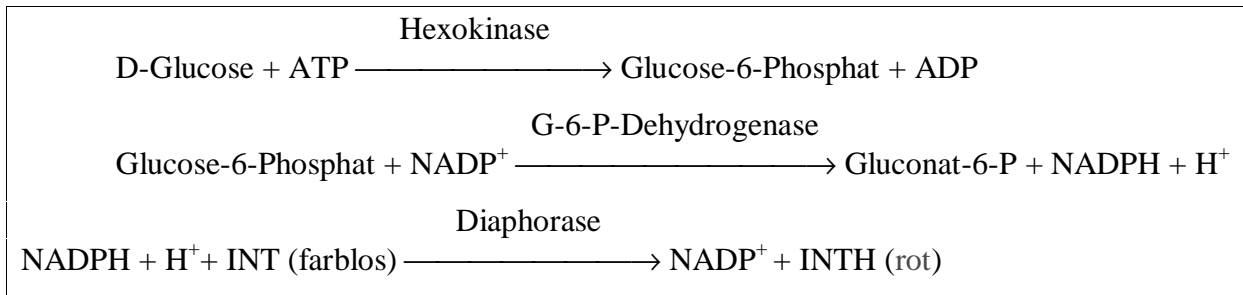 Hexokinase
D-Glucose + ATP ⟶ Glucose-6-Phosphat + ADP
G-6-P-Dehydrogenase
Glucose-6-Phosphat + NADP⁺ ⟶ Gluconat-6-P + NADPH + H⁺
Diaphorase
NADPH + H⁺+ INT (farblos) ⟶ NADP⁺ + INTH (rot)